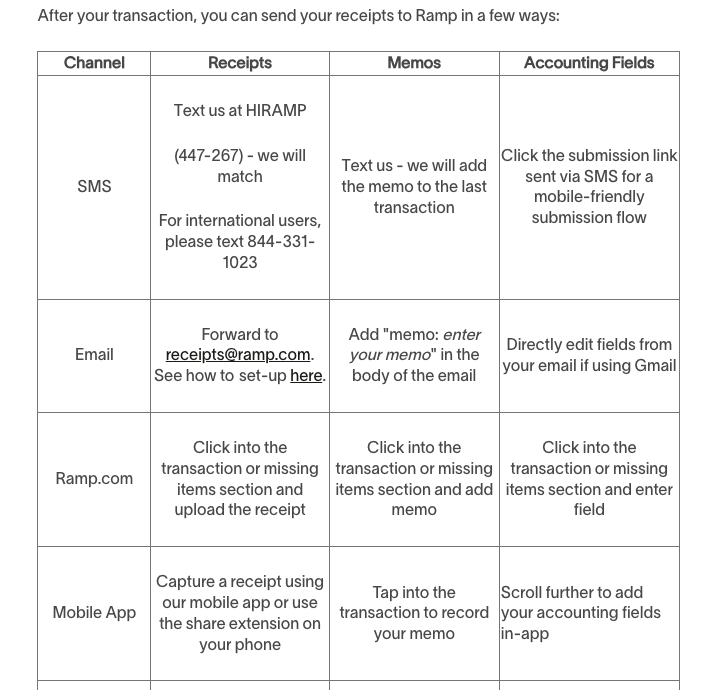 After your transaction, you can send your receipts to Ramp in a few ways:
Channel
Receipts
Memos
Accounting Fields
SMS
Text us at HIRAMP
(447-267) - we will
match
For international users,
please text 844-331-
1023
Text us - we will add
the memo to the last
transaction
Click the submission link
sent via SMS for a
mobile-friendly
submission flow
Email
Forward to
receipts@ramp.com.
See how to set-up here.
Add "memo: enter
your memo" in the
body of the email
Directly edit fields from
your email if using Gmail
Ramp.com
Click into the
transaction or missing
items section and
upload the receipt
Click into the
transaction or missing
items section and add
memo
Click into the
transaction or missing
items section and enter
field
Mobile App
Capture a receipt using
our mobile app or use
the share extension on
your phone
Tap into the
transaction to record
your memo
Scroll further to add
your accounting fields
in-app